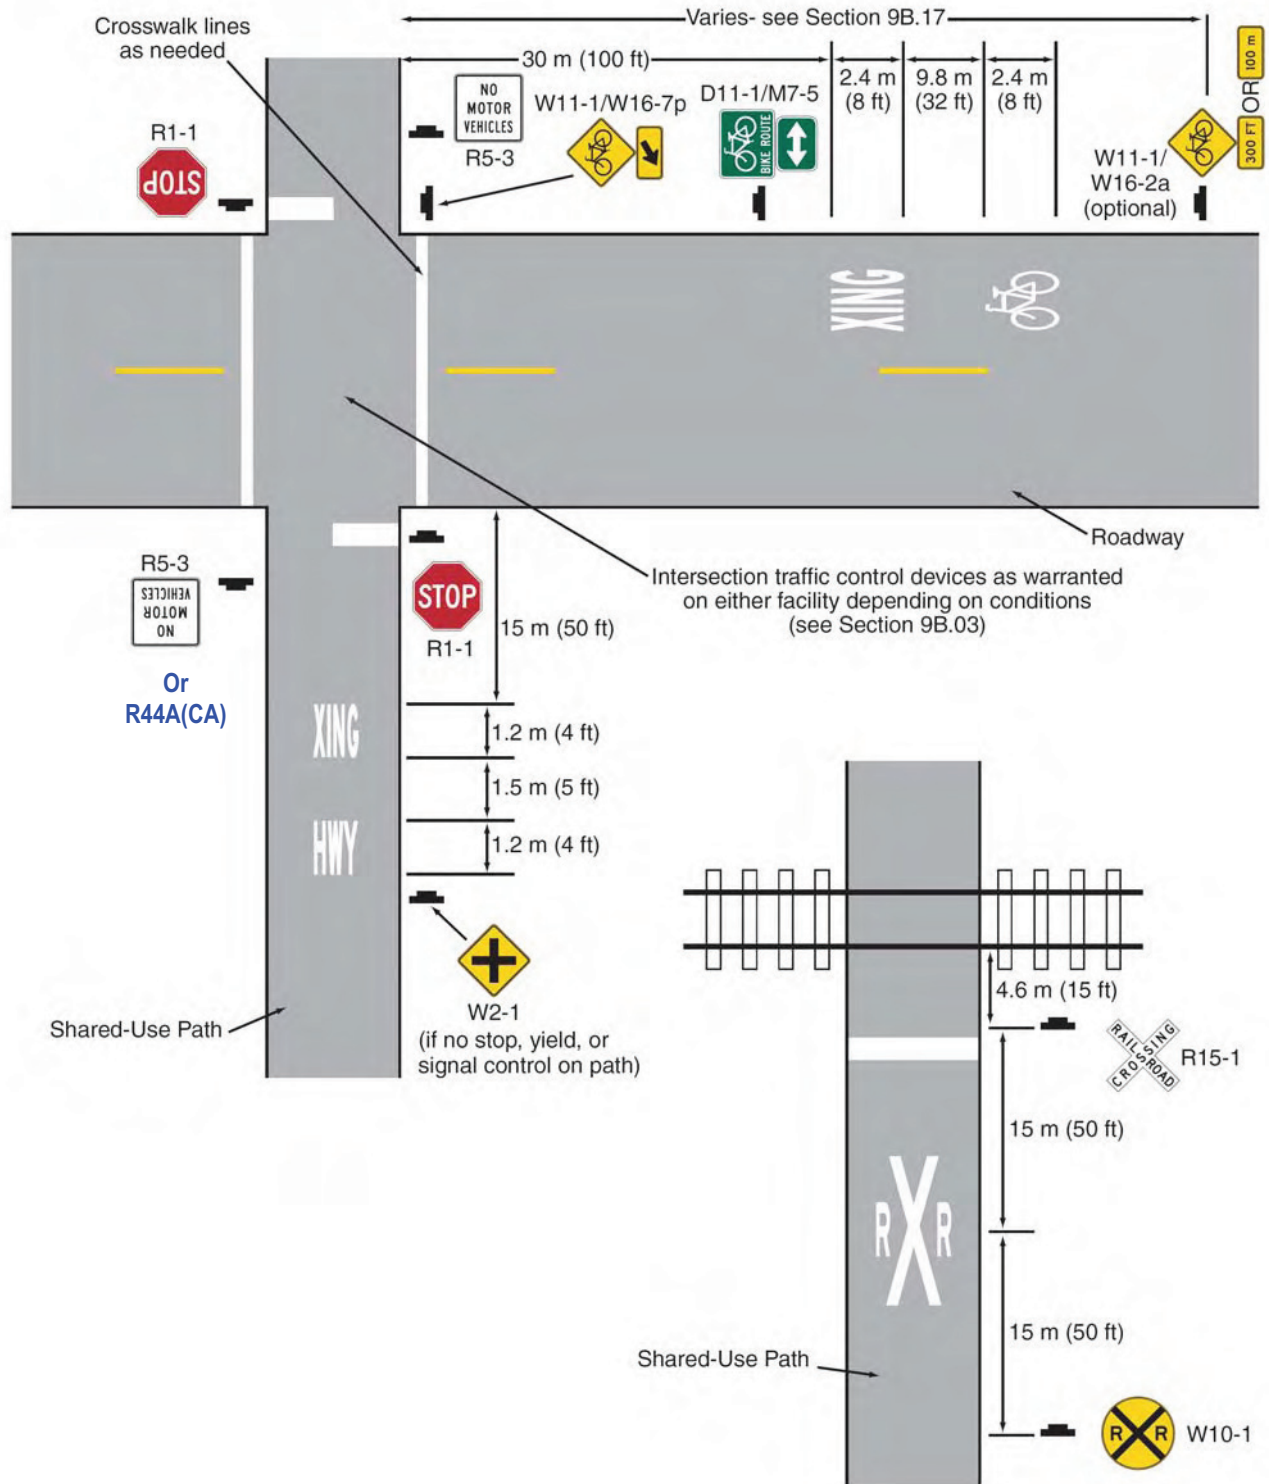 Varies- see Section 9B.17
Crosswalk lines
as needed
30 m (100 ft)
2.4 m
(8 ft)
9.8 m
(32 ft)
2.4 m
(8 ft)
NO
MOTOR
VEHICLES
R5-3
W11-1/W16-7p
D11-1/M7-5
BIKE ROUTE
300 FT
OR
100 m
W11-1/
W16-2a
(optional)
R1-1
STOP
XING
Roadway
Intersection traffic control devices as warranted
on either facility depending on conditions
(see Section 9B.03)
R5-3
NO
MOTOR
VEHICLES
Or
R44A(CA)
STOP
R1-1
15 m (50 ft)
XING
1.2 m (4 ft)
1.5 m (5 ft)
HWY
1.2 m (4 ft)
W2-1
(if no stop, yield, or
signal control on path)
Shared-Use Path
4.6 m (15 ft)
RAILROAD
CROSSING
R15-1
15 m (50 ft)
R X R
15 m (50 ft)
Shared-Use Path
R R
W10-1